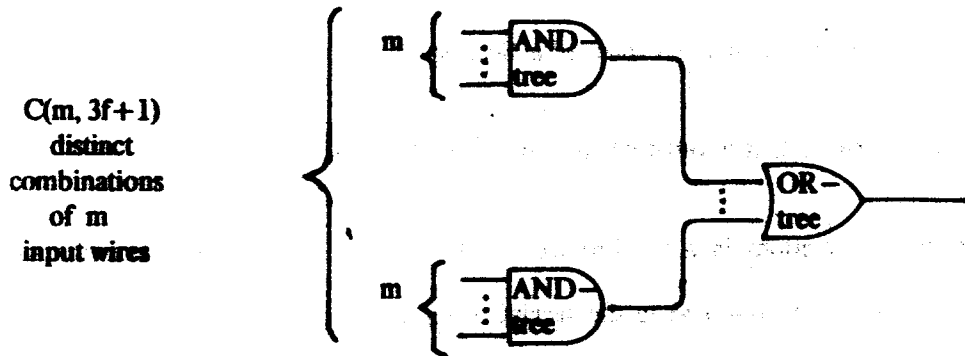 C(m, 3f+1)
distinct
combinations
of m
input wires
m
AND
tree
OR
tree
m
AND
tree